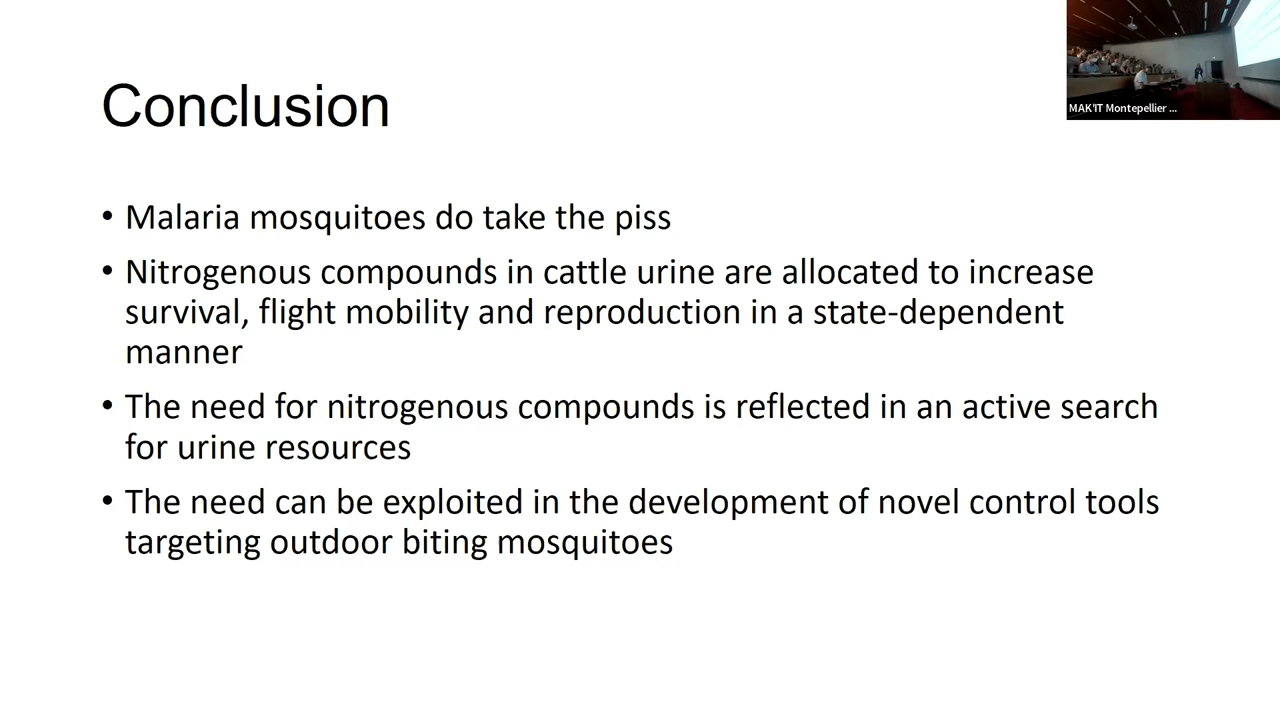 MAK'IT Montepellier ...
Conclusion
• Malaria mosquitoes do take the piss
• Nitrogenous compounds in cattle urine are allocated to increase
survival, flight mobility and reproduction in a state-dependent
manner
• The need for nitrogenous compounds is reflected in an active search
for urine resources
• The need can be exploited in the development of novel control tools
targeting outdoor biting mosquitoes